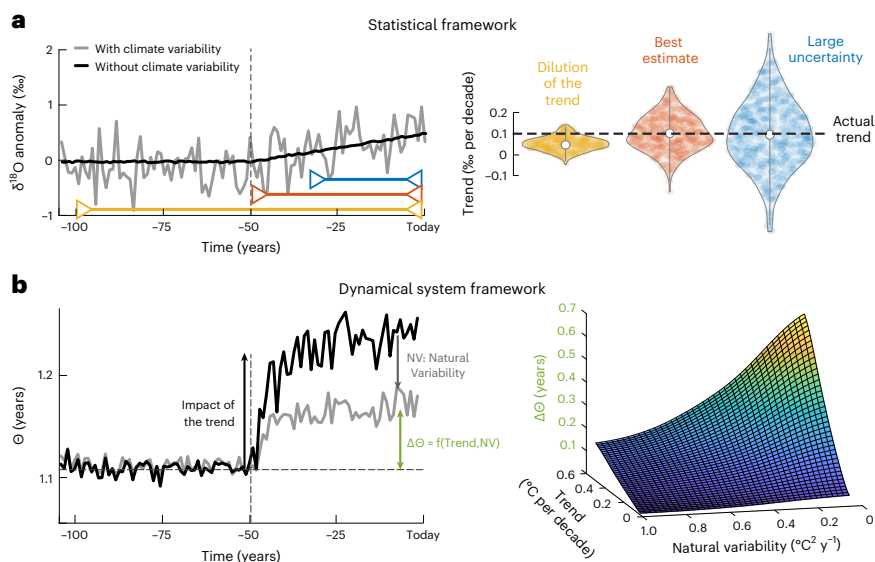 a
Statistical framework
2
1
0
−1
δ18O anomaly (‰)
With climate variability
Without climate variability
−100
−75
−50
−25
Today
Time (years)
Dilution
of the
trend
Best
estimate
Large
uncertainty
0.2
0.1
0
−0.1
Trend (‰ per decade)
Actual
trend
b
Dynamical system framework
1.2
1.1
Θ (years)
Impact of
the trend
NV: Natural
Variability
ΔΘ = f(Trend,NV)
−100
−75
−50
−25
Today
Time (years)
0.7
0.6
0.5
0.4
0.3
0.2
0.1
ΔΘ (years)
0.6
0.4
0.2
0
Trend
(°C per decade)
1.0
0.8
0.6
0.4
0.2
0
Natural variability (°C2 y−1)